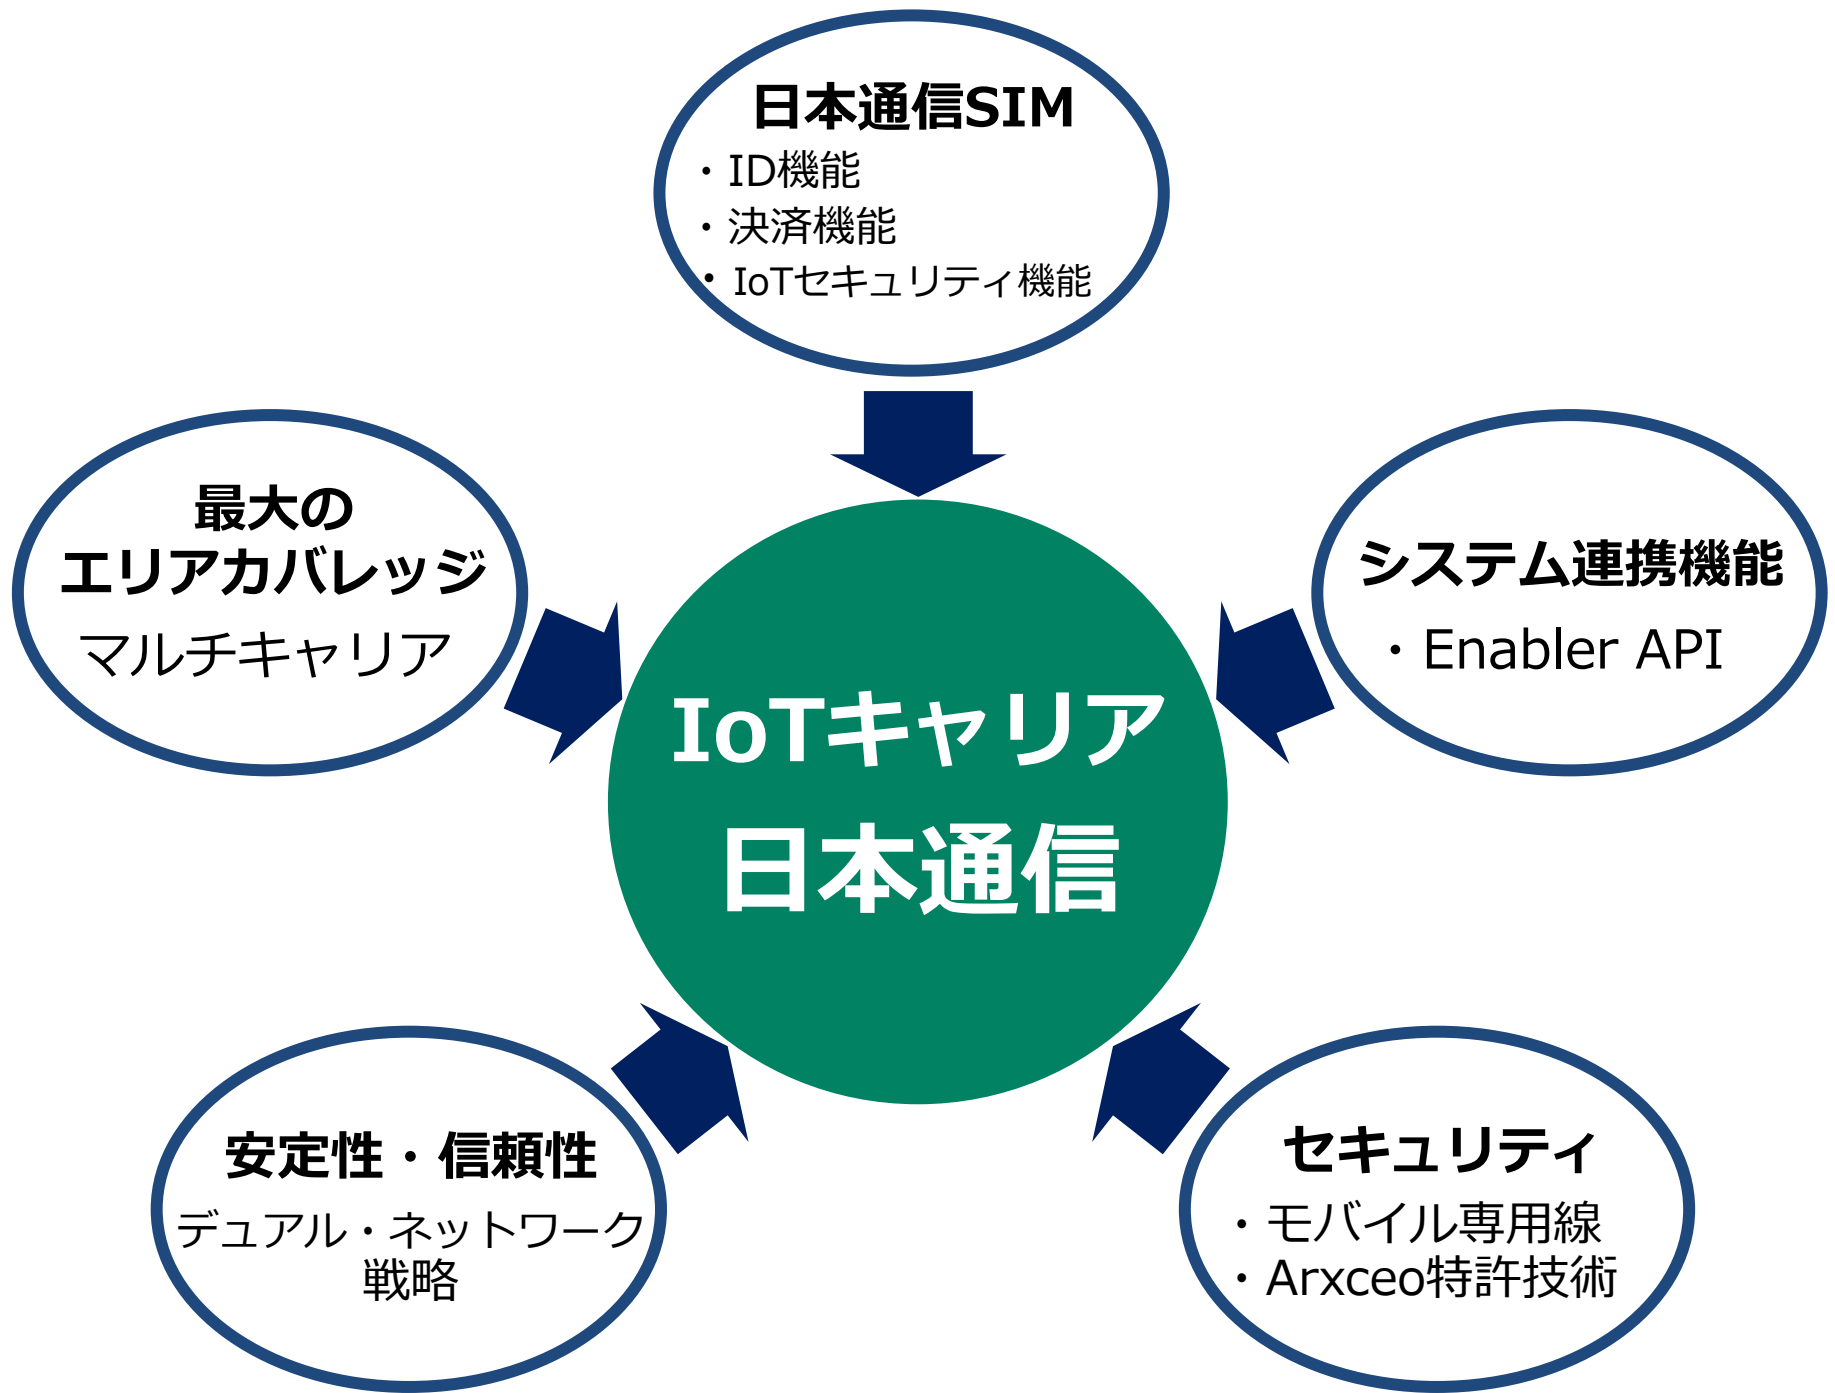 日本通信SIM
・ID機能
・決済機能
・IoTセキュリティ機能
最大の
エリアカバレッジ
マルチキャリア
システム連携機能
・Enabler API
IoTキャリア
日本通信
安定性・信頼性
デュアル・ネットワーク
戦略
セキュリティ
・モバイル専用線
・Arxceo特許技術